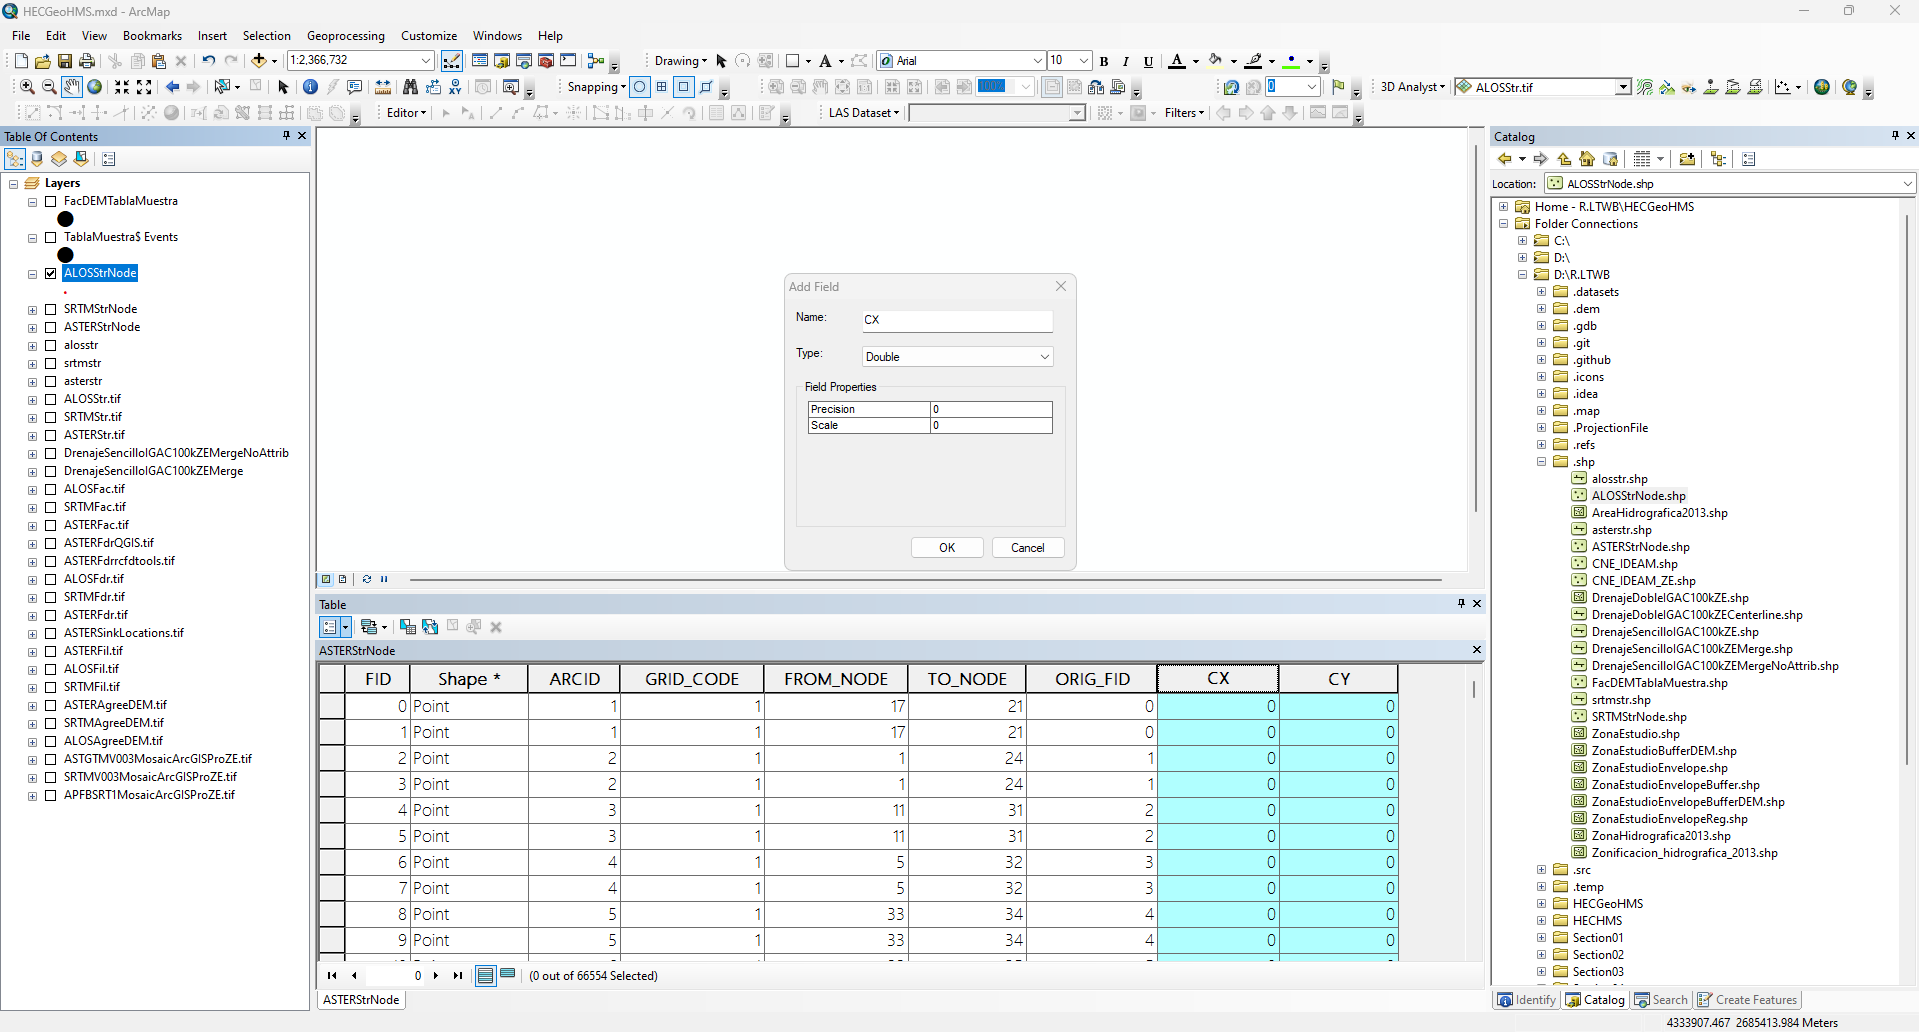 HECGeoHMS.mxd - ArcMap
File Edit View Bookmarks Insert Selection Geoprocessing Customize Windows Help
1:2,366,732 Drawing A Arial 10 B I U A
Snapping 100% 0 3D Analyst ALOSStr.tif
Editor LAS Dataset Filters
Table Of Contents
Layers
FacDEMTablaMuestra
TablaMuestra$ Events
ALOSStrNode
SRTMStrNode
ASTERStrNode
alosstr
srtmstr
asterstr
ALOSStr.tif
SRTMStr.tif
ASTERStr.tif
DrenajeSencilloIGAC100kZEMergeNoAttrib
DrenajeSencilloIGAC100kZEMerge
ALOSFac.tif
SRTMFac.tif
ASTERFac.tif
ASTERFdrQGIS.tif
ASTERFdrrcfdtools.tif
ALOSFdr.tif
SRTMFdr.tif
ASTERFdr.tif
ASTERSinkLocations.tif
ASTERFil.tif
ALOSFil.tif
SRTMFil.tif
ASTERAgreeDEM.tif
SRTMAgreeDEM.tif
ALOSAgreeDEM.tif
ASTGTMV003MosaicArcGISProZE.tif
SRTMV003MosaicArcGISProZE.tif
APFBSRT1MosaicArcGISProZE.tif
Add Field
Name: CX
Type: Double
Field Properties
Precision 0
Scale 0
OK Cancel
Table
ASTERStrNode
FID Shape * ARCID GRID_CODE FROM_NODE TO_NODE ORIG_FID CX CY
0 Point 1 1 17 21 0 0 0
1 Point 1 1 17 21 0 0 0
2 Point 2 1 1 24 1 0 0
3 Point 2 1 1 24 1 0 0
4 Point 3 1 11 31 2 0 0
5 Point 3 1 11 31 2 0 0
6 Point 4 1 5 32 3 0 0
7 Point 4 1 5 32 3 0 0
8 Point 5 1 33 34 4 0 0
9 Point 5 1 33 34 4 0 0
0 (0 out of 66554 Selected)
ASTERStrNode
Catalog
Location: ALOSStrNode.shp
Home - R.LTWB\HECGeoHMS
Folder Connections
C:\
D:\
D:\R.LTWB
.datasets
.dem
.gdb
.git
.github
.icons
.idea
.map
.ProjectionFile
.refs
.shp
alosstr.shp
ALOSStrNode.shp
AreaHidrografica2013.shp
asterstr.shp
ASTERStrNode.shp
CNE_IDEAM.shp
CNE_IDEAM_ZE.shp
DrenajeDobleIGAC100kZE.shp
DrenajeDobleIGAC100kZECenterline.shp
DrenajeSencilloIGAC100kZE.shp
DrenajeSencilloIGAC100kZEMerge.shp
DrenajeSencilloIGAC100kZEMergeNoAttrib.shp
FacDEMTablaMuestra.shp
srtmstr.shp
SRTMStrNode.shp
ZonaEstudio.shp
ZonaEstudioBufferDEM.shp
ZonaEstudioEnvelope.shp
ZonaEstudioEnvelopeBuffer.shp
ZonaEstudioEnvelopeBufferDEM.shp
ZonaEstudioEnvelopeReg.shp
ZonaHidrografica2013.shp
Zonificacion_hidrografica_2013.shp
.src
.temp
HECGeoHMS
HECHMS
Section01
Section02
Section03
Identify Catalog Search Create Features
4333907.467 2685413.984 Meters